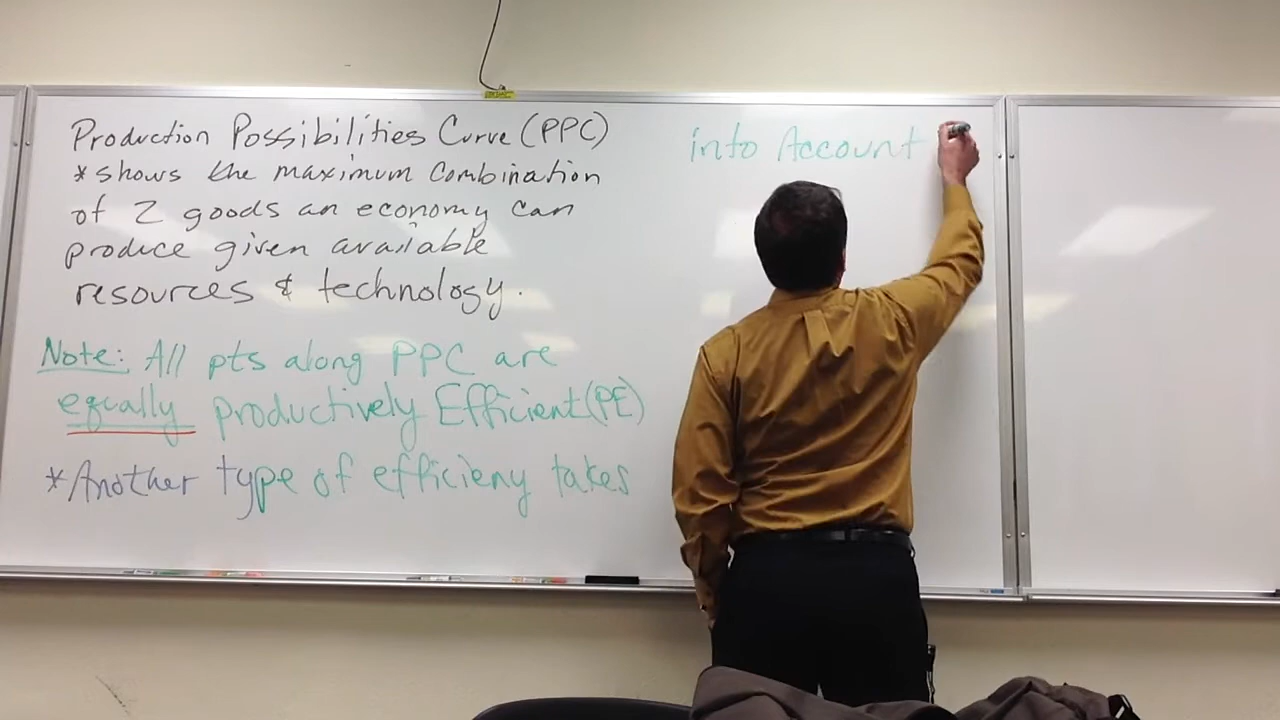 Production Possibilities Curve (PPC)
*shows the maximum combination
of 2 goods an economy can
produce given available
resources & technology.
Note: All pts along PPC are
equally productively Efficient (PE)
*Another type of efficieny takes
into Account